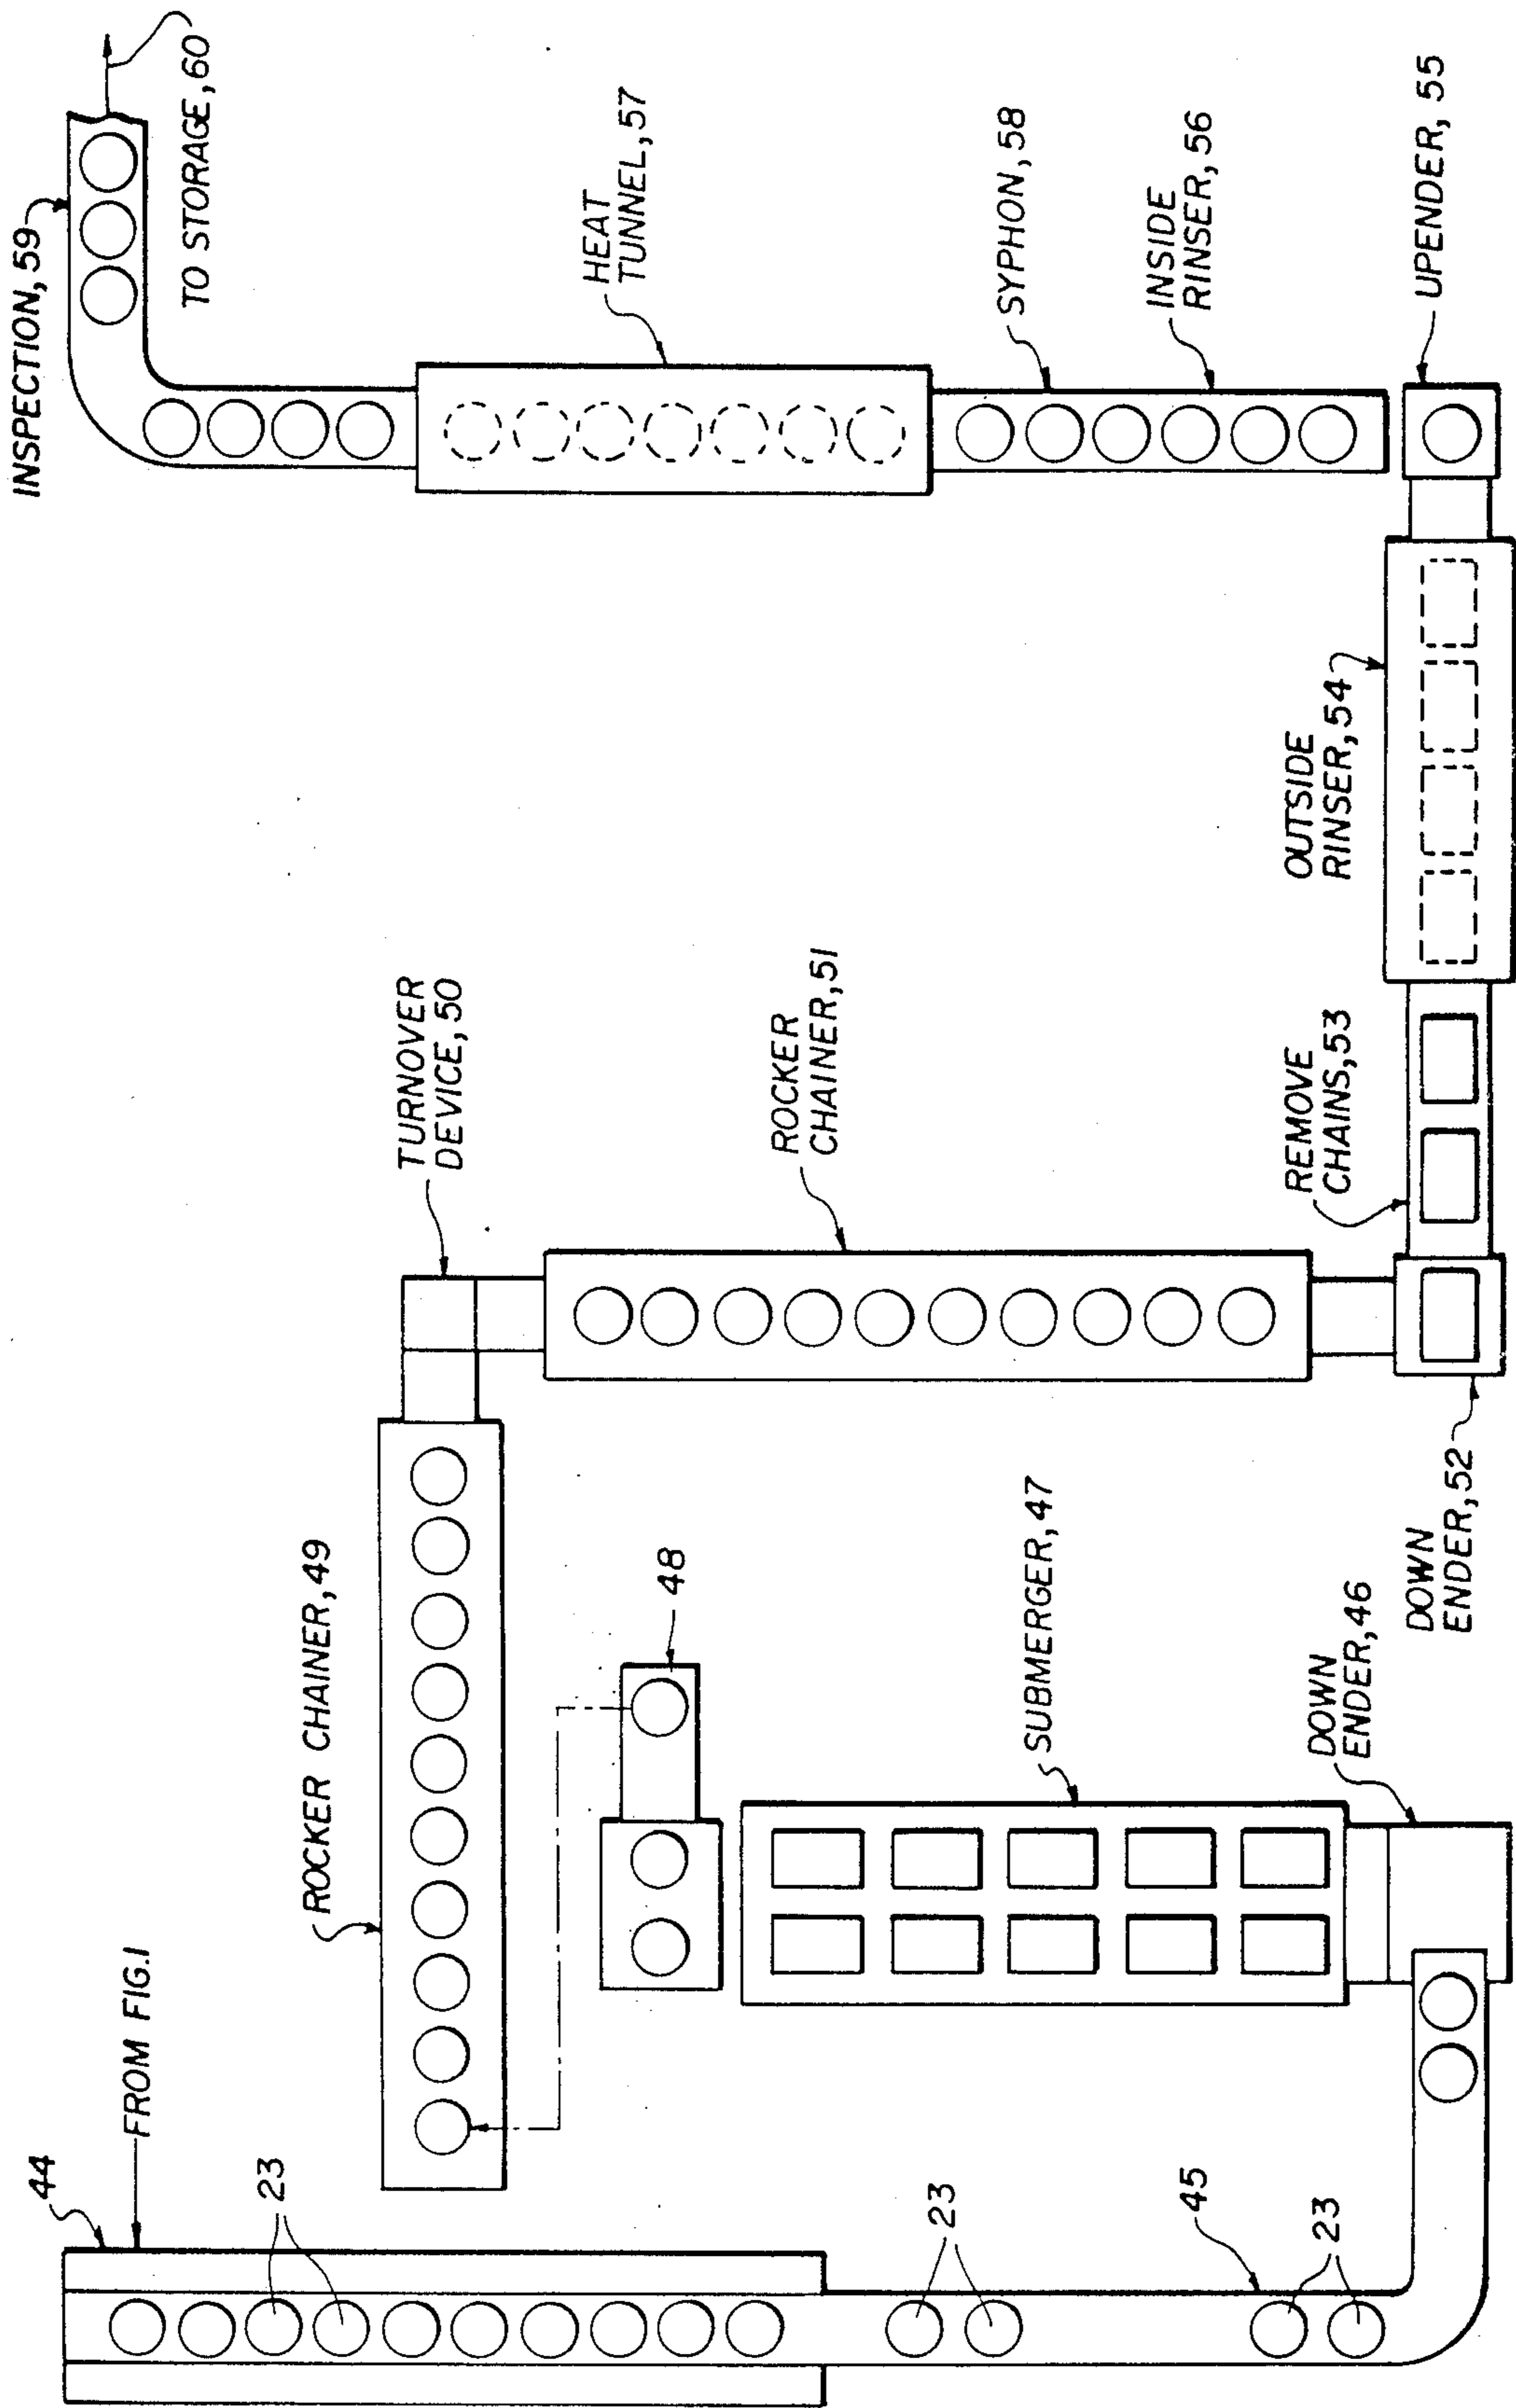 44
FROM FIG.1
23
23
45
23
ROCKER CHAINER,49
48
SUBMERGER,47
DOWN
ENDER,46
TURNOVER
DEVICE,50
ROCKER
CHAINER,51
DOWN
ENDER,52
REMOVE
CHAINS,53
OUTSIDE
RINSER,54
UPENDER, 55
INSIDE
RINSER,56
SYPHON,58
HEAT
TUNNEL,57
INSPECTION,59
TO STORAGE,60